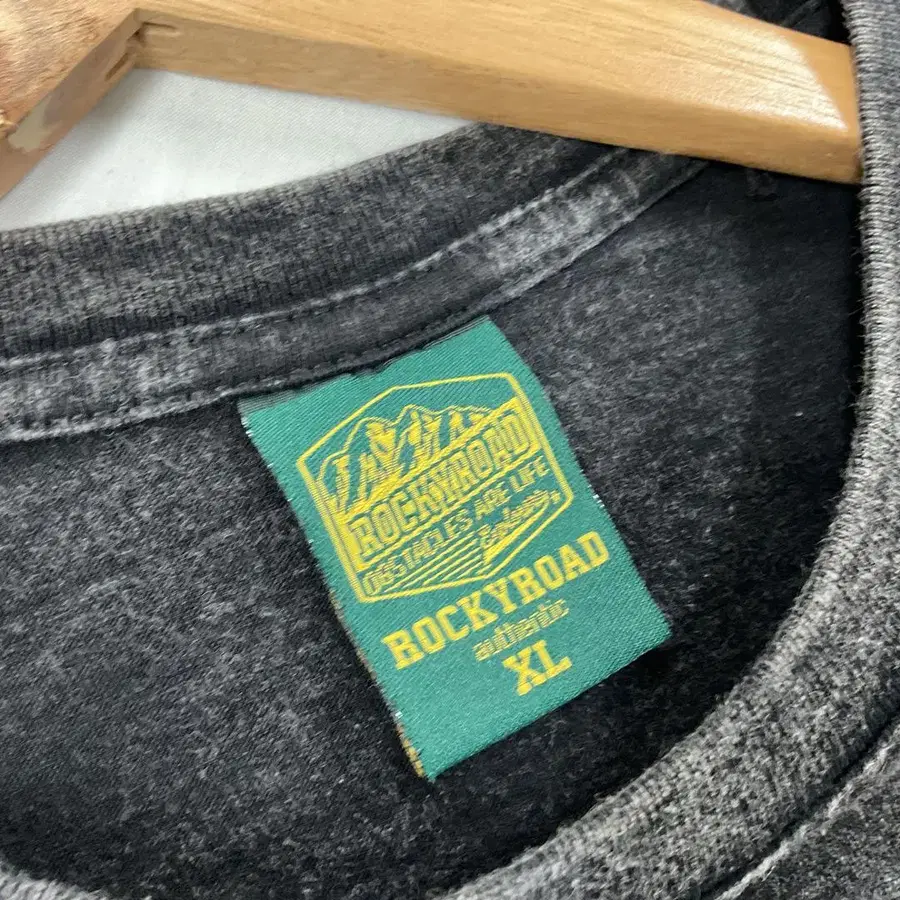 ROCKYROAD
OBSTACLES ARE LIFE
ROCKYROAD
authentic
XL